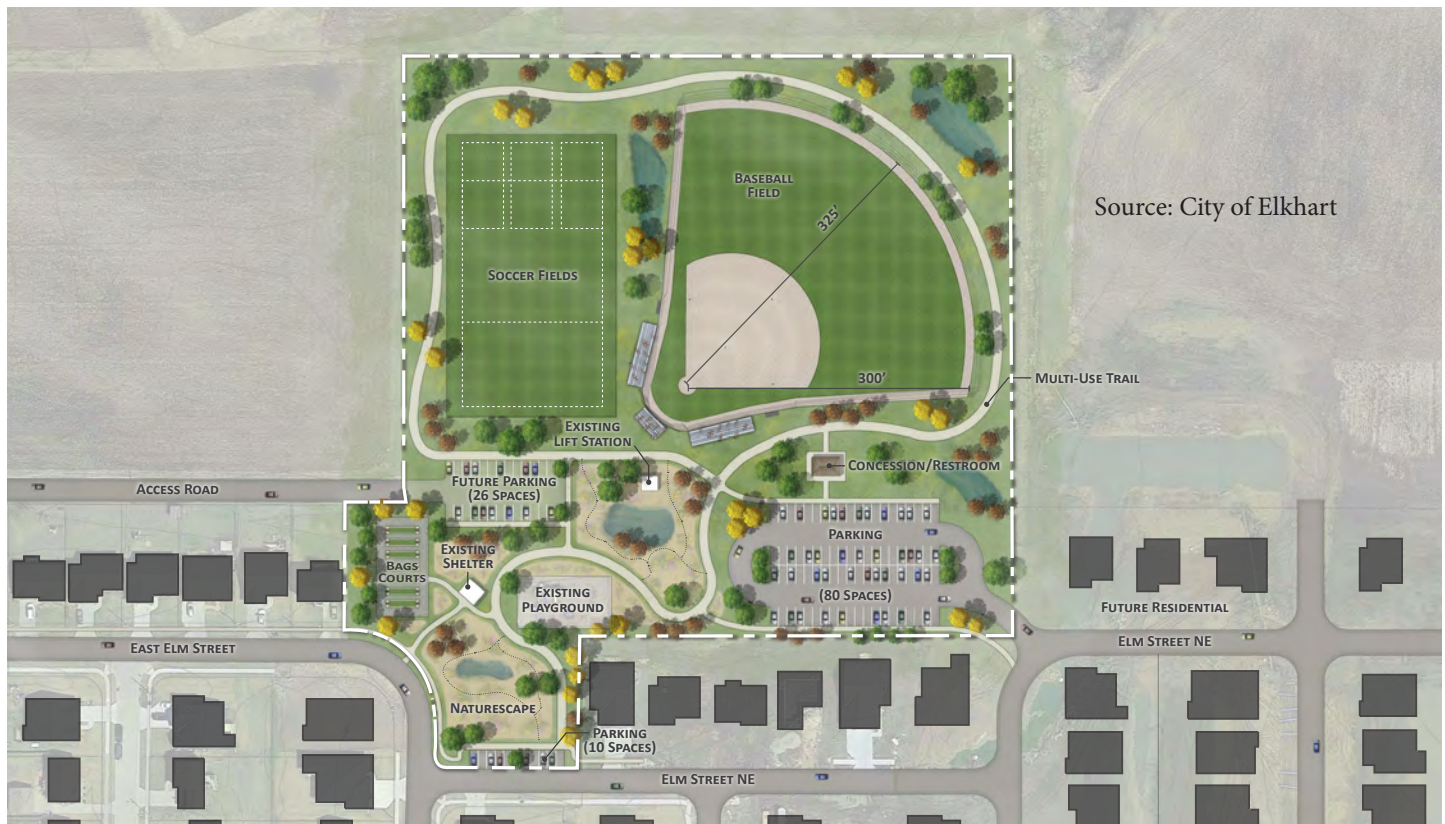 BASEBALL
FIELD
325'
Source: City of Elkhart
SOCCER FIELDS
300'
MULTI-USE TRAIL
EXISTING
LIFT STATION
CONCESSION/RESTROOM
ACCESS ROAD
FUTURE PARKING
(26 SPACES)
PARKING
EXISTING
SHELTER
BAGS
COURTS
EXISTING
PLAYGROUND
(80 SPACES)
FUTURE RESIDENTIAL
EAST ELM STREET
ELM STREET NE
NATURESCAPE
PARKING
(10 SPACES)
ELM STREET NE